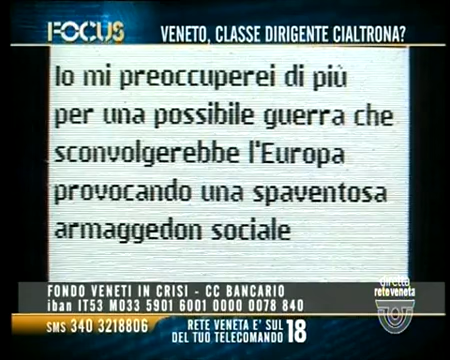 FOCUS
VENETO, CLASSE DIRIGENTE CIALTRONA?
Io mi preoccuperei di più
per una possibile guerra che
sconvolgerebbe l'Europa
provocando una spaventosa
armaggedon sociale
FONDO VENETI IN CRISI - CC BANCARIO
iban IT53 M033 5901 6001 0000 0078 840
diretta
reteveneta
SMS 340 3218806
RETE VENETA E' SUL
DEL TUO TELECOMANDO 18